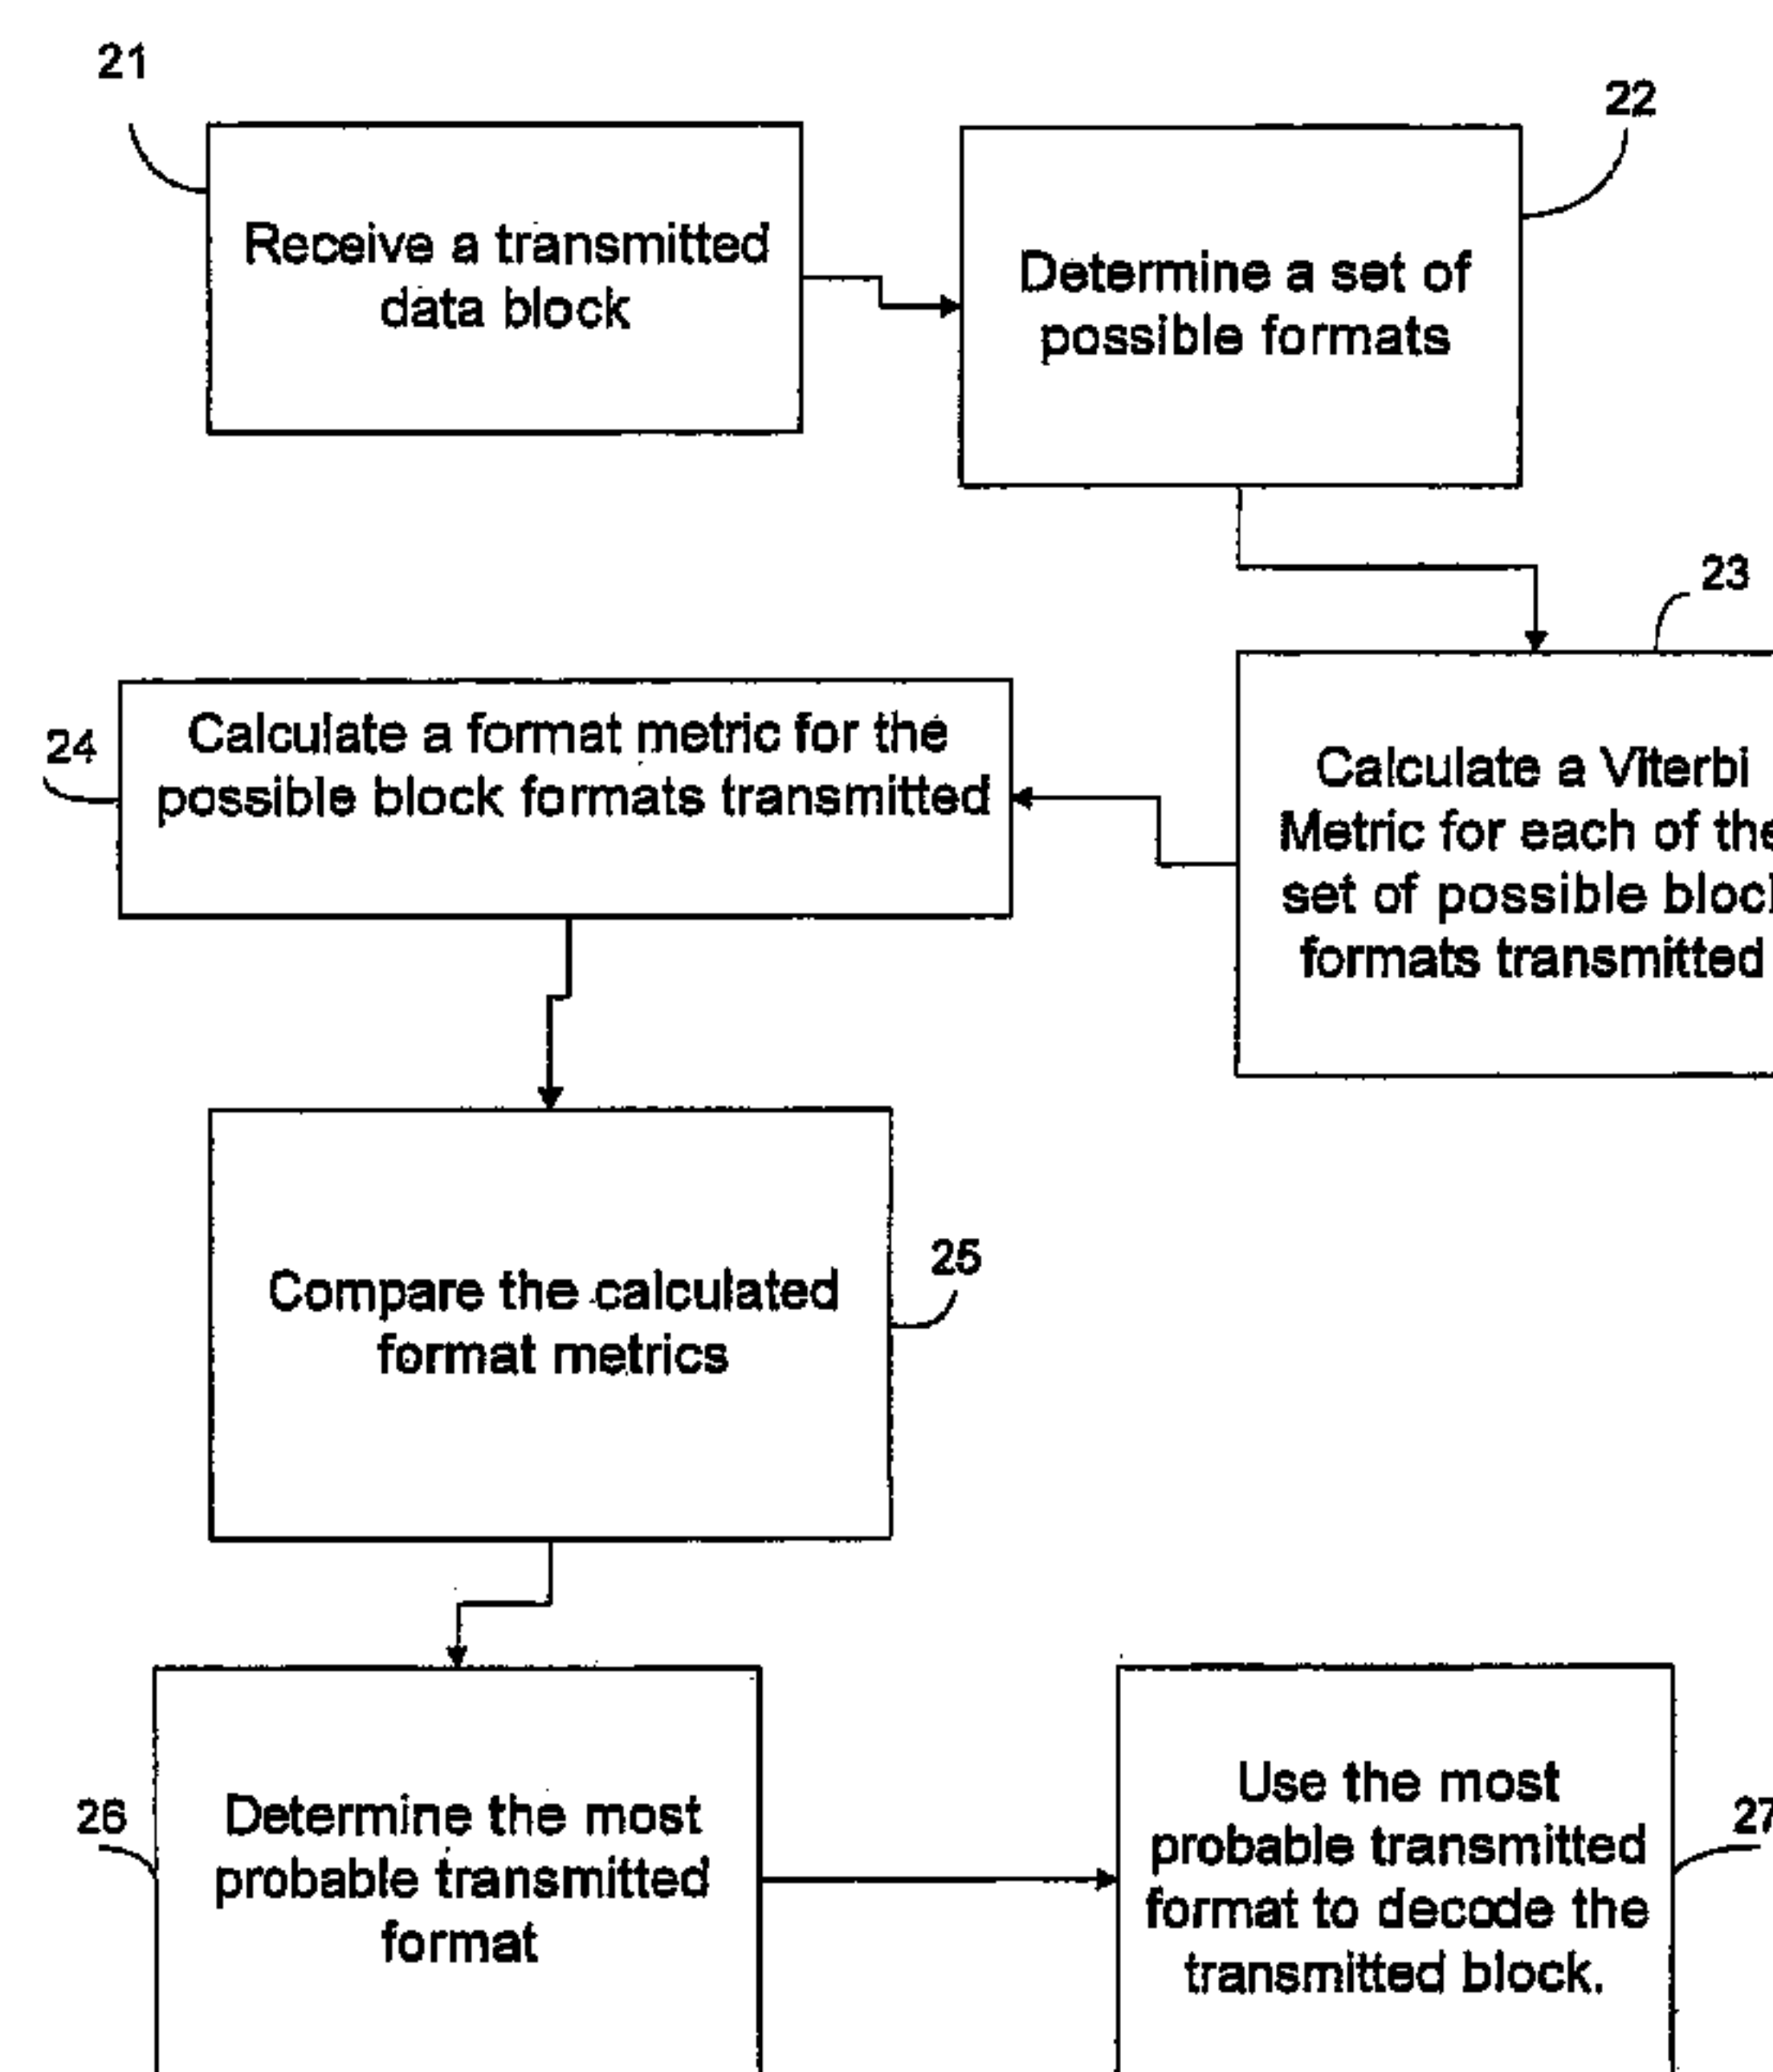 21
22
Receive a transmitted
data block
Determine a set of
possible formats
23
24
Calculate a format metric for the
possible block formats transmitted
Calculate a Viterbi
Metric for each of the
set of possible block
formats transmitted
25
Compare the calculated
format metrics
26
Determine the most
probable transmitted
format
27
Use the most
probable transmitted
format to decode the
transmitted block.